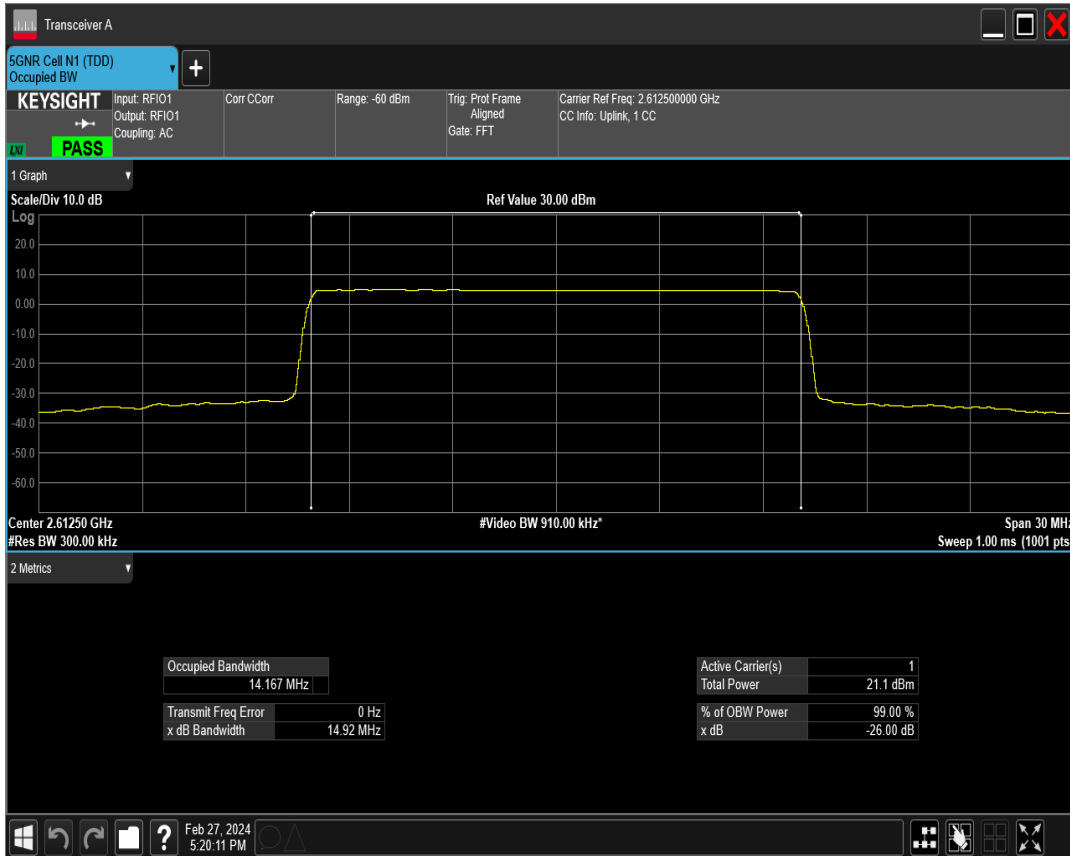 Transceiver A
5GNR Cell N1 (TDD)
Occupied BW
KEYSIGHT
LXI
PASS
Input: RFIO1
Output: RFIO1
Coupling: AC
Corr CCorr
Range: -60 dBm
Trig: Prot Frame
Aligned
Gate: FFT
Carrier Ref Freq: 2.612500000 GHz
CC Info: Uplink, 1 CC
1 Graph
Scale/Div 10.0 dB
Ref Value 30.00 dBm
Log
20.0
10.0
0.00
-10.0
-20.0
-30.0
-40.0
-50.0
-60.0
Center 2.61250 GHz
#Video BW 910.00 kHz*
Span 30 MHz
#Res BW 300.00 kHz
Sweep 1.00 ms (1001 pts
2 Metrics
Occupied Bandwidth
14.167 MHz
Transmit Freq Error 0 Hz
x dB Bandwidth 14.92 MHz
Active Carrier(s) 1
Total Power 21.1 dBm
% of OBW Power 99.00 %
x dB -26.00 dB
?
Feb 27, 2024
5:20:11 PM